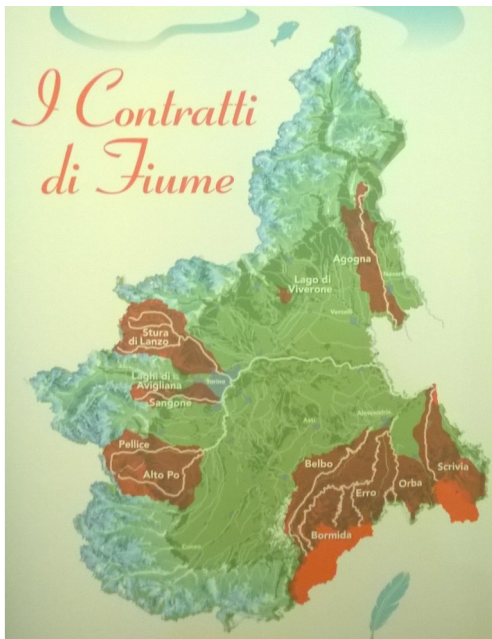 I Contratti
di Fiume
Agogna
Novara
Lago di
Viverone
Vercelli
Stura
di Lanzo
Laghi di
Avigliana
Torino
Sangone
Pellice
Alto Po
Asti
Alessandria
Belbo
Erro
Orba
Scrivia
Bormida
Cuneo